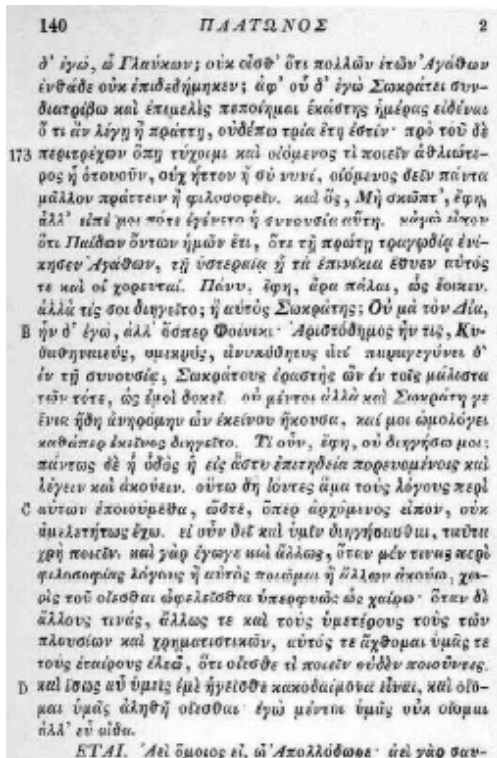 140 ΠΛΑΤΩΝΟΣ 2
δ' ἐγώ, ὦ Γλαύκων; οὐκ οἶσθ' ὅτι πολλῶν ἐτῶν Ἀγάθων
ἐνθάδε οὐκ ἐπιδεδήμηκεν; ἀφ' οὗ δ' ἐγὼ Σωκράτει συν-
διατρίβω καὶ ἐπιμελὲς πεποίημαι ἑκάστης ἡμέρας εἰδέναι
ὅ τι ἂν λέγῃ ἢ πράττῃ, οὐδέπω τρία ἔτη ἐστίν· πρὸ τοῦ δὲ
173 περιτρέχων ὅπῃ τύχοιμι καὶ οἰόμενος τὶ ποιεῖν ἀθλιώτε-
ρος ἦ ὁτουοῦν, οὐχ ἧττον ἢ σὺ νυνί, οἰόμενος δεῖν πάντα
μᾶλλον πράττειν ἢ φιλοσοφεῖν. καὶ ὅς, Μὴ σκῶπτ', ἔφη,
ἀλλ' εἰπέ μοι πότε ἐγένετο ἡ συνουσία αὕτη. κἀγὼ εἶπον
ὅτι Παίδων ὄντων ἡμῶν ἔτι, ὅτε τῇ πρώτῃ τραγῳδίᾳ ἐνί-
κησεν Ἀγάθων, τῇ ὑστεραίᾳ ᾗ τὰ ἐπινίκια ἔθυεν αὐτός
τε καὶ οἱ χορευταί. Πάνυ, ἔφη, ἄρα πάλαι, ὡς ἔοικεν.
ἀλλὰ τίς σοι διηγεῖτο; ἢ αὐτὸς Σωκράτης; Οὐ μὰ τὸν Δία,
B ἦν δ' ἐγώ, ἀλλ' ὅσπερ Φοίνικι· Ἀριστόδημος ἦν τις, Κυ-
δαθηναιεύς, σμικρός, ἀνυπόδητος ἀεί· παραγεγόνει δ'
ἐν τῇ συνουσίᾳ, Σωκράτους ἐραστὴς ὢν ἐν τοῖς μάλιστα
τῶν τότε, ὡς ἐμοὶ δοκεῖ. οὐ μέντοι ἀλλὰ καὶ Σωκράτη γε
ἔνια ἤδη ἀνηρόμην ὧν ἐκείνου ἤκουσα, καί μοι ὡμολόγει
καθάπερ ἐκεῖνος διηγεῖτο. Τί οὖν, ἔφη, οὐ διηγήσω μοι;
πάντως δὲ ἡ ὁδὸς ἡ εἰς ἄστυ ἐπιτηδεία πορευομένοις καὶ
λέγειν καὶ ἀκούειν. οὕτω δὴ ἰόντες ἅμα τοὺς λόγους περὶ
C αὐτῶν ἐποιούμεθα, ὥστε, ὅπερ ἀρχόμενος εἶπον, οὐκ
ἀμελετήτως ἔχω. εἰ οὖν δεῖ καὶ ὑμῖν διηγήσασθαι, ταῦτα
χρὴ ποιεῖν. καὶ γὰρ ἔγωγε καὶ ἄλλως, ὅταν μέν τινας περὶ
φιλοσοφίας λόγους ἢ αὐτὸς ποιῶμαι ἢ ἄλλων ἀκούω, χω-
ρὶς τοῦ οἴεσθαι ὠφελεῖσθαι ὑπερφυῶς ὡς χαίρω· ὅταν δὲ
ἄλλους τινάς, ἄλλως τε καὶ τοὺς ὑμετέρους τοὺς τῶν
πλουσίων καὶ χρηματιστικῶν, αὐτός τε ἄχθομαι ὑμᾶς τε
τοὺς ἑταίρους ἐλεῶ, ὅτι οἴεσθε τὶ ποιεῖν οὐδὲν ποιοῦντες.
D καὶ ἴσως αὖ ὑμεῖς ἐμὲ ἡγεῖσθε κακοδαίμονα εἶναι, καὶ οἴο-
μαι ὑμᾶς ἀληθῆ οἴεσθαι· ἐγὼ μέντοι ὑμᾶς οὐκ οἴομαι
ἀλλ' εὖ οἶδα.
ΕΤΑΙ. Ἀεὶ ὅμοιος εἶ, ὦ Ἀπολλόδωρε· ἀεὶ γὰρ σαυ-